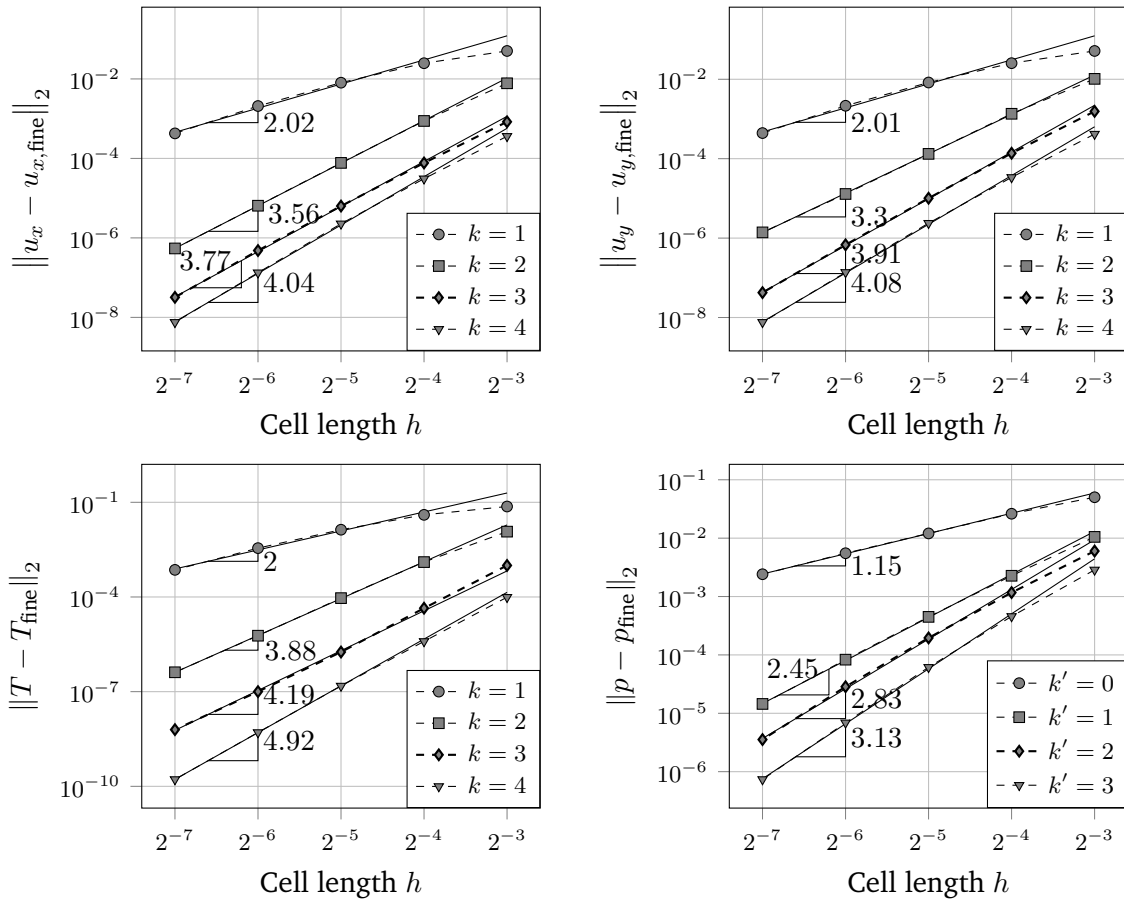 ‖u_x − u_{x,fine}‖_2
10^{-2}
10^{-4}
10^{-6}
10^{-8}
2.02
3.56
3.77
4.04
k = 1
k = 2
k = 3
k = 4
2^{-7} 2^{-6} 2^{-5} 2^{-4} 2^{-3}
Cell length h
‖u_y − u_{y,fine}‖_2
10^{-2}
10^{-4}
10^{-6}
10^{-8}
2.01
3.3
3.91
4.08
k = 1
k = 2
k = 3
k = 4
2^{-7} 2^{-6} 2^{-5} 2^{-4} 2^{-3}
Cell length h
‖T − T_{fine}‖_2
10^{-1}
10^{-4}
10^{-7}
10^{-10}
2
3.88
4.19
4.92
k = 1
k = 2
k = 3
k = 4
2^{-7} 2^{-6} 2^{-5} 2^{-4} 2^{-3}
Cell length h
‖p − p_{fine}‖_2
10^{-1}
10^{-2}
10^{-3}
10^{-4}
10^{-5}
10^{-6}
1.15
2.45
2.83
3.13
k′ = 0
k′ = 1
k′ = 2
k′ = 3
2^{-7} 2^{-6} 2^{-5} 2^{-4} 2^{-3}
Cell length h